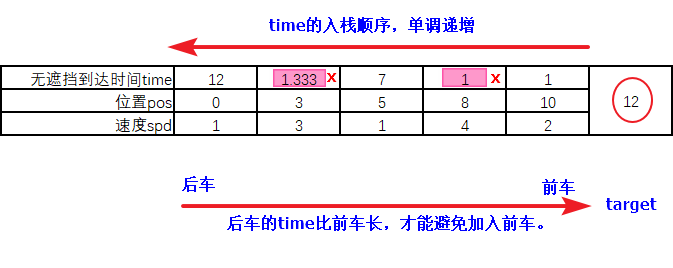 time的入栈顺序，单调递增
无遮挡到达时间time 12 1.333 x 7 1 x 1
位置pos 0 3 5 8 10 12
速度spd 1 3 1 4 2
后车 前车
target
后车的time比前车长，才能避免加入前车。